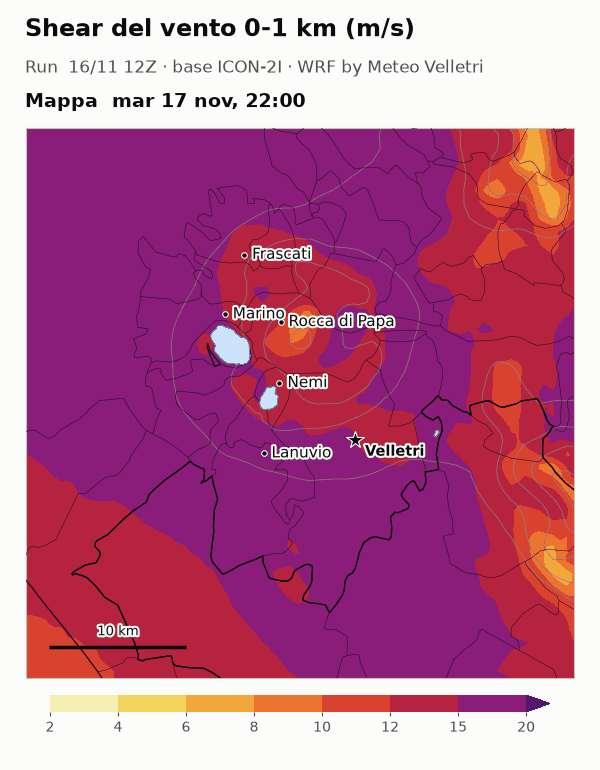 Shear del vento 0-1 km (m/s)
Run  16/11 12Z · base ICON-2I · WRF by Meteo Velletri
Mappa  mar 17 nov, 22:00
Frascati
Marino
Rocca di Papa
Nemi
Velletri
Lanuvio
10 km
2 4 6 8 10 12 15 20